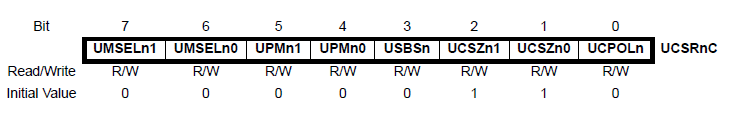 Bit 7 6 5 4 3 2 1 0
UMSELn1 UMSELn0 UPMn1 UPMn0 USBSn UCSZn1 UCSZn0 UCPOLn UCSRnC
Read/Write R/W R/W R/W R/W R/W R/W R/W R/W
Initial Value 0 0 0 0 0 1 1 0